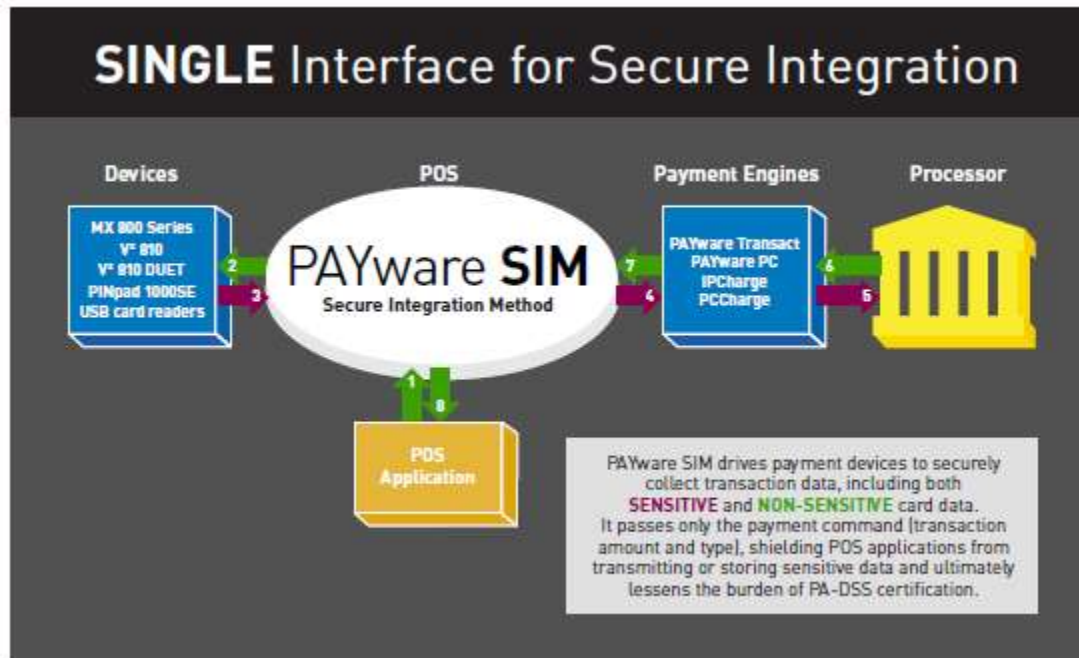 SINGLE Interface for Secure Integration
Devices
POS
Payment Engines
Processor
MX 800 Series
Vx 810
Vx 810 DUET
PINpad 1000SE
USB card readers
2
3
PAYware SIM
Secure Integration Method
7
4
PAYware Transact
PAYware PC
IPCharge
PCCharge
6
5
1
8
POS
Application
PAYware SIM drives payment devices to securely
collect transaction data, including both
SENSITIVE and NON-SENSITIVE card data.
It passes only the payment command (transaction
amount and type), shielding POS applications from
transmitting or storing sensitive data and ultimately
lessens the burden of PA-DSS certification.